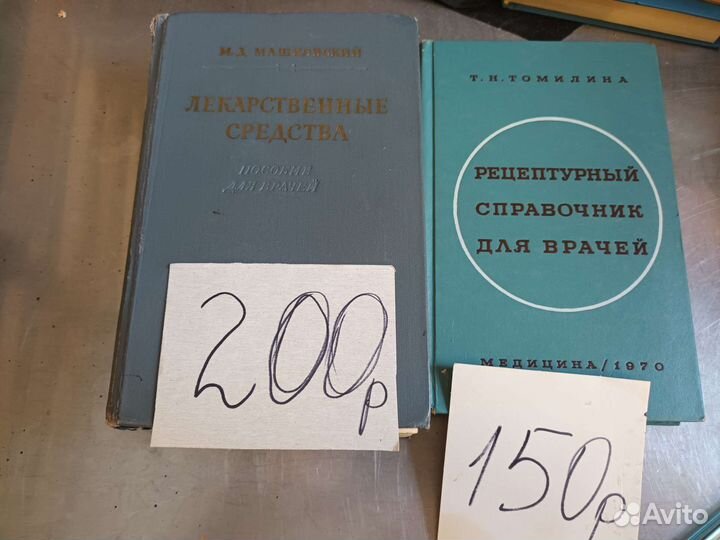 М.Д. МАШКОВСКИЙ
ЛЕКАРСТВЕННЫЕ
СРЕДСТВА
ПОСОБИЕ
ДЛЯ ВРАЧЕЙ
200р
Т.Н. ТОМИЛИНА
РЕЦЕПТУРНЫЙ
СПРАВОЧНИК
ДЛЯ ВРАЧЕЙ
МЕДИЦИНА/1970
150р
Avito